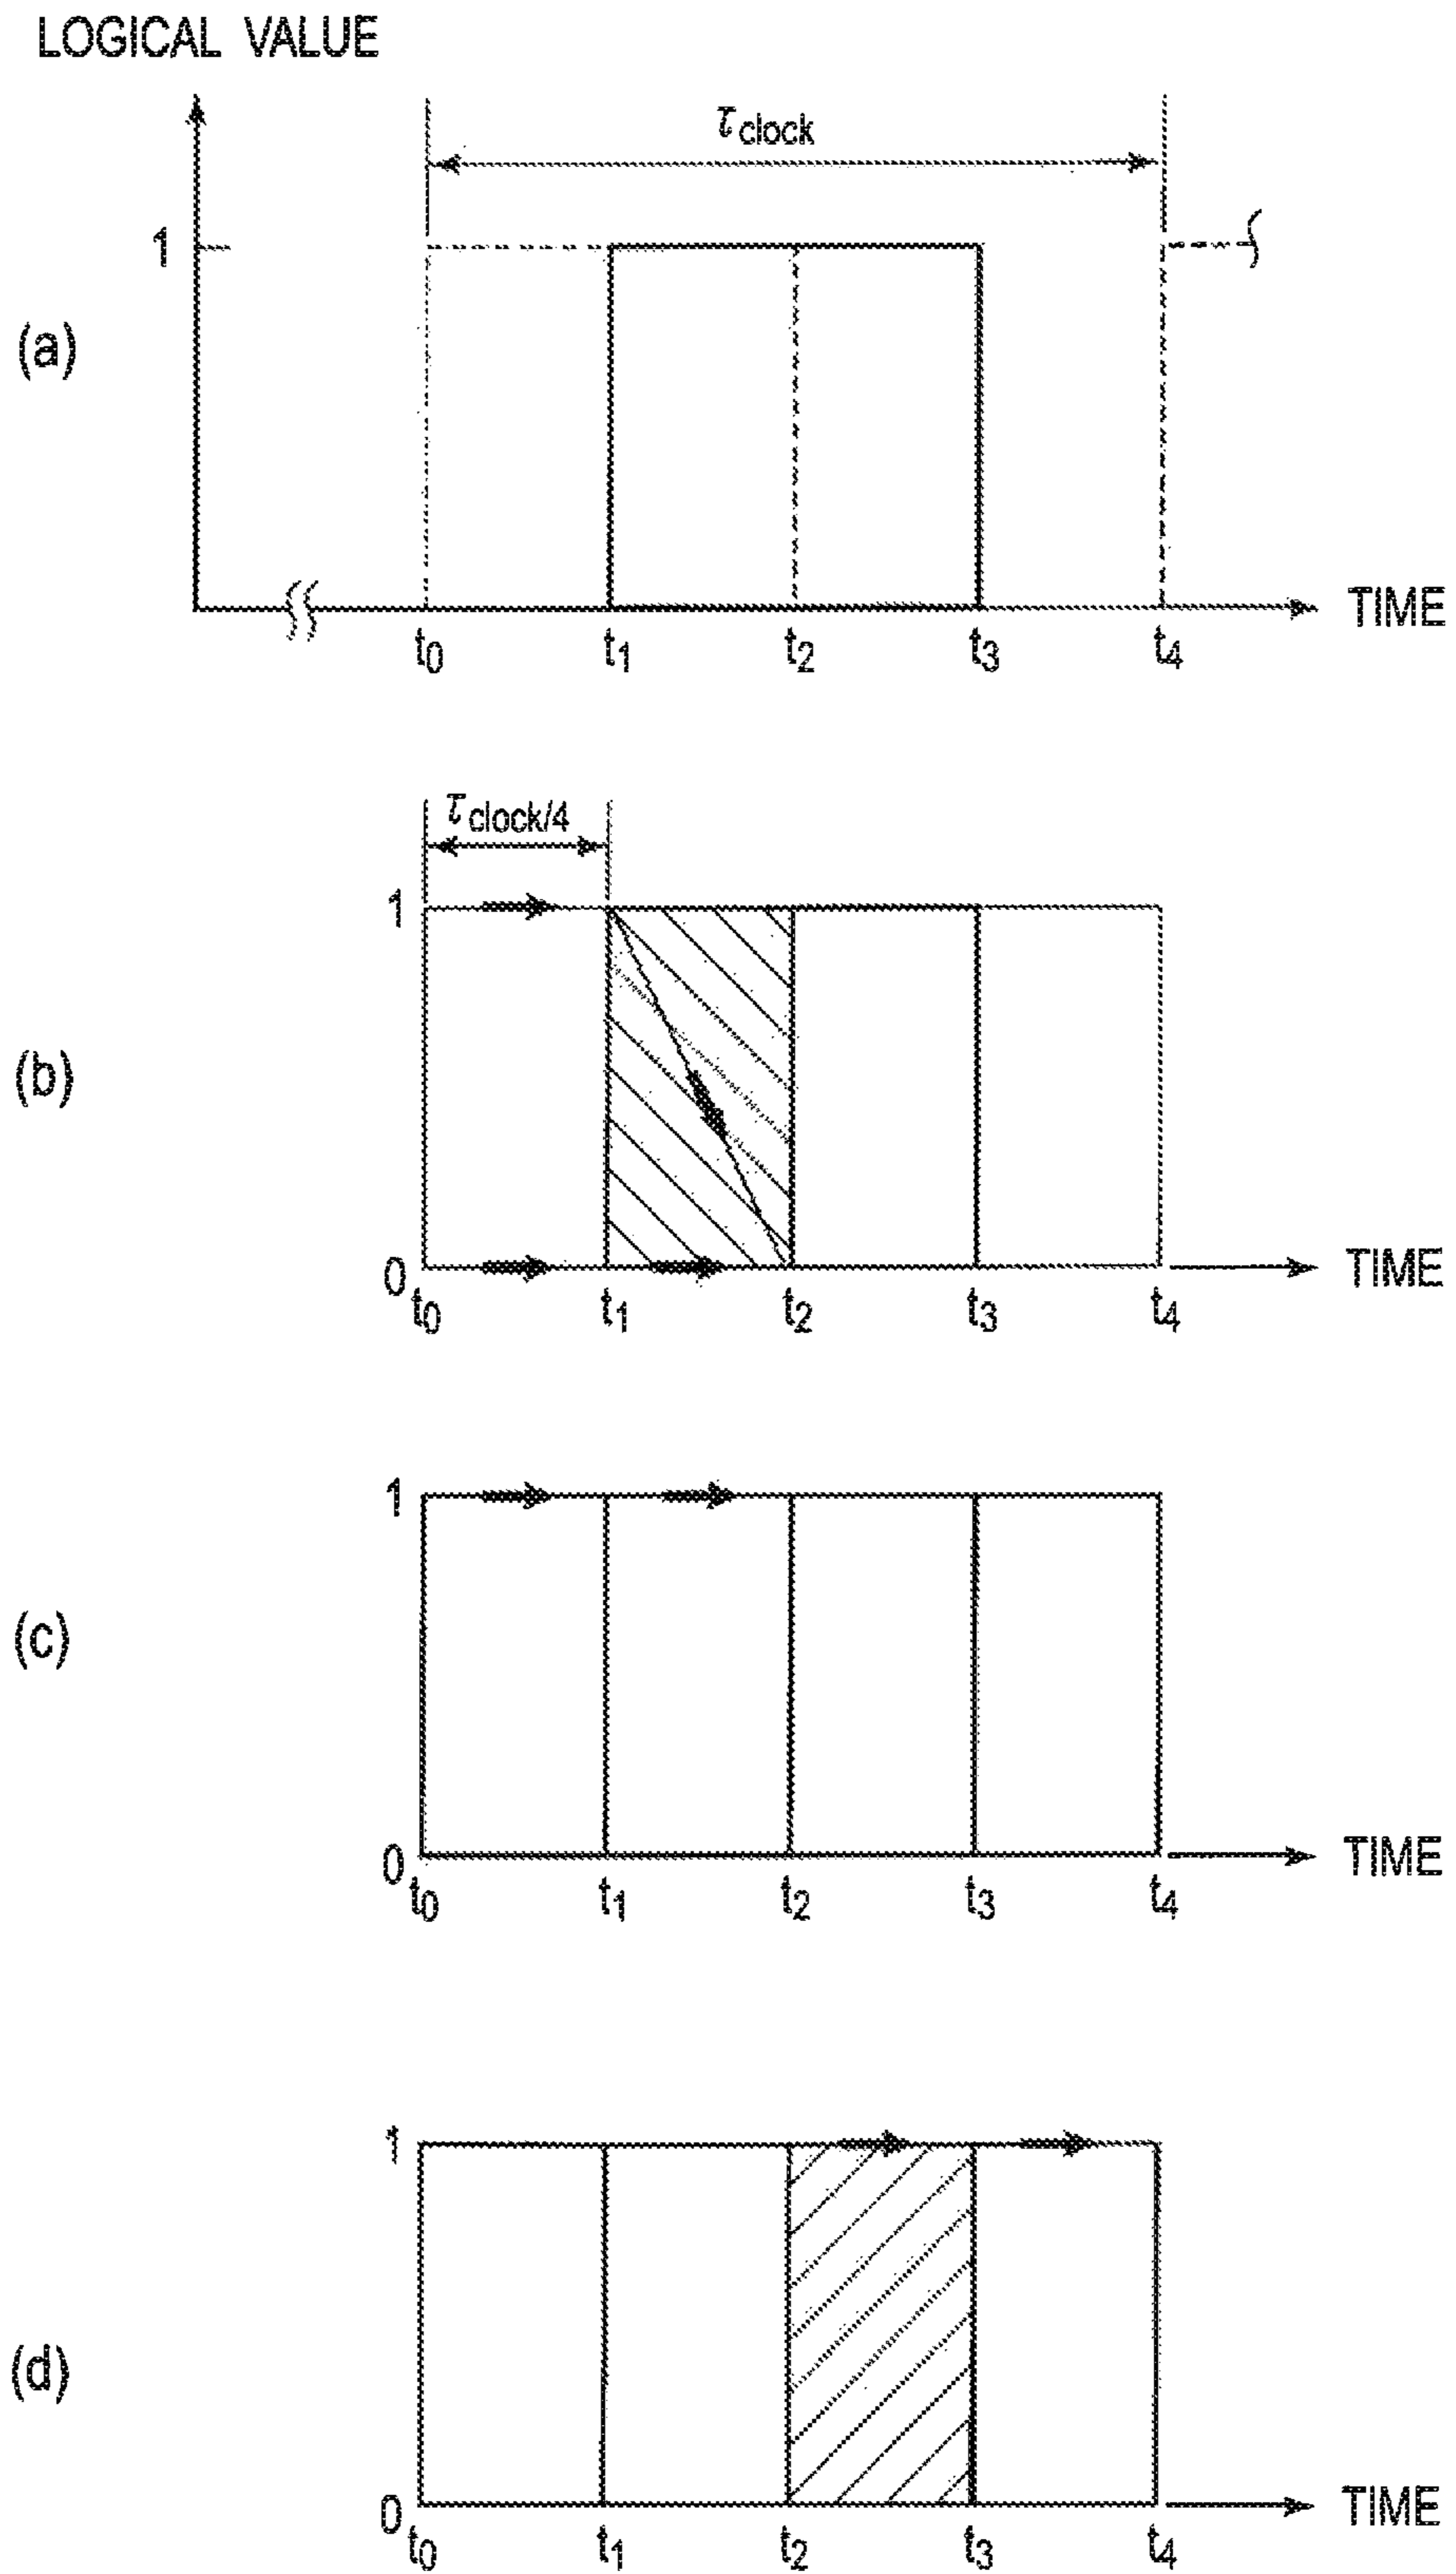 LOGICAL VALUE
τclock
1
(a)
TIME
t0 t1 t2 t3 t4
τclock/4
1
(b)
0
TIME
t0 t1 t2 t3 t4
1
(c)
0
TIME
t0 t1 t2 t3 t4
1
(d)
0
TIME
t0 t1 t2 t3 t4